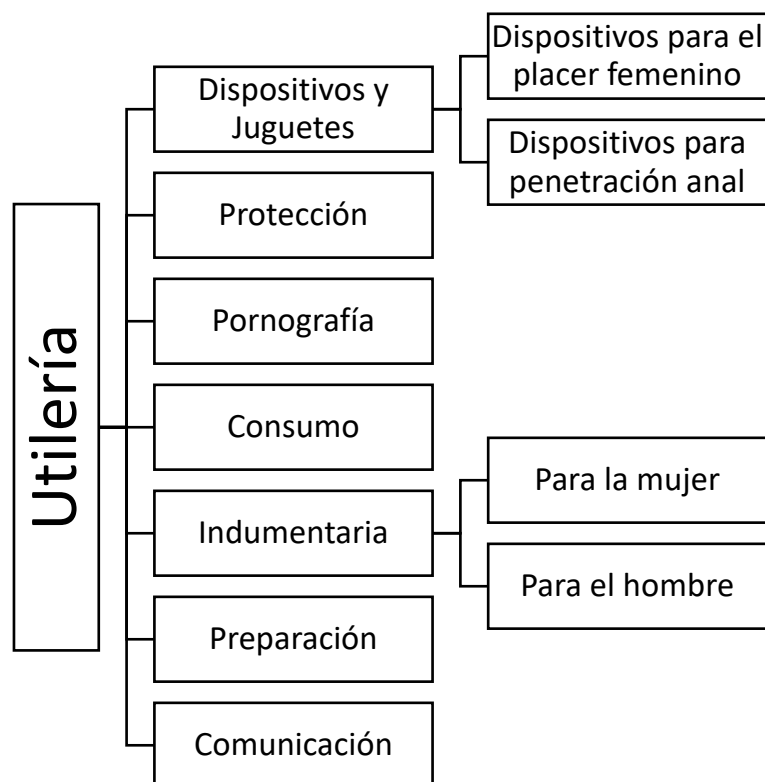 Utilería
Dispositivos y
Juguetes
Dispositivos para el
placer femenino
Dispositivos para
penetración anal
Protección
Pornografía
Consumo
Indumentaria
Para la mujer
Para el hombre
Preparación
Comunicación